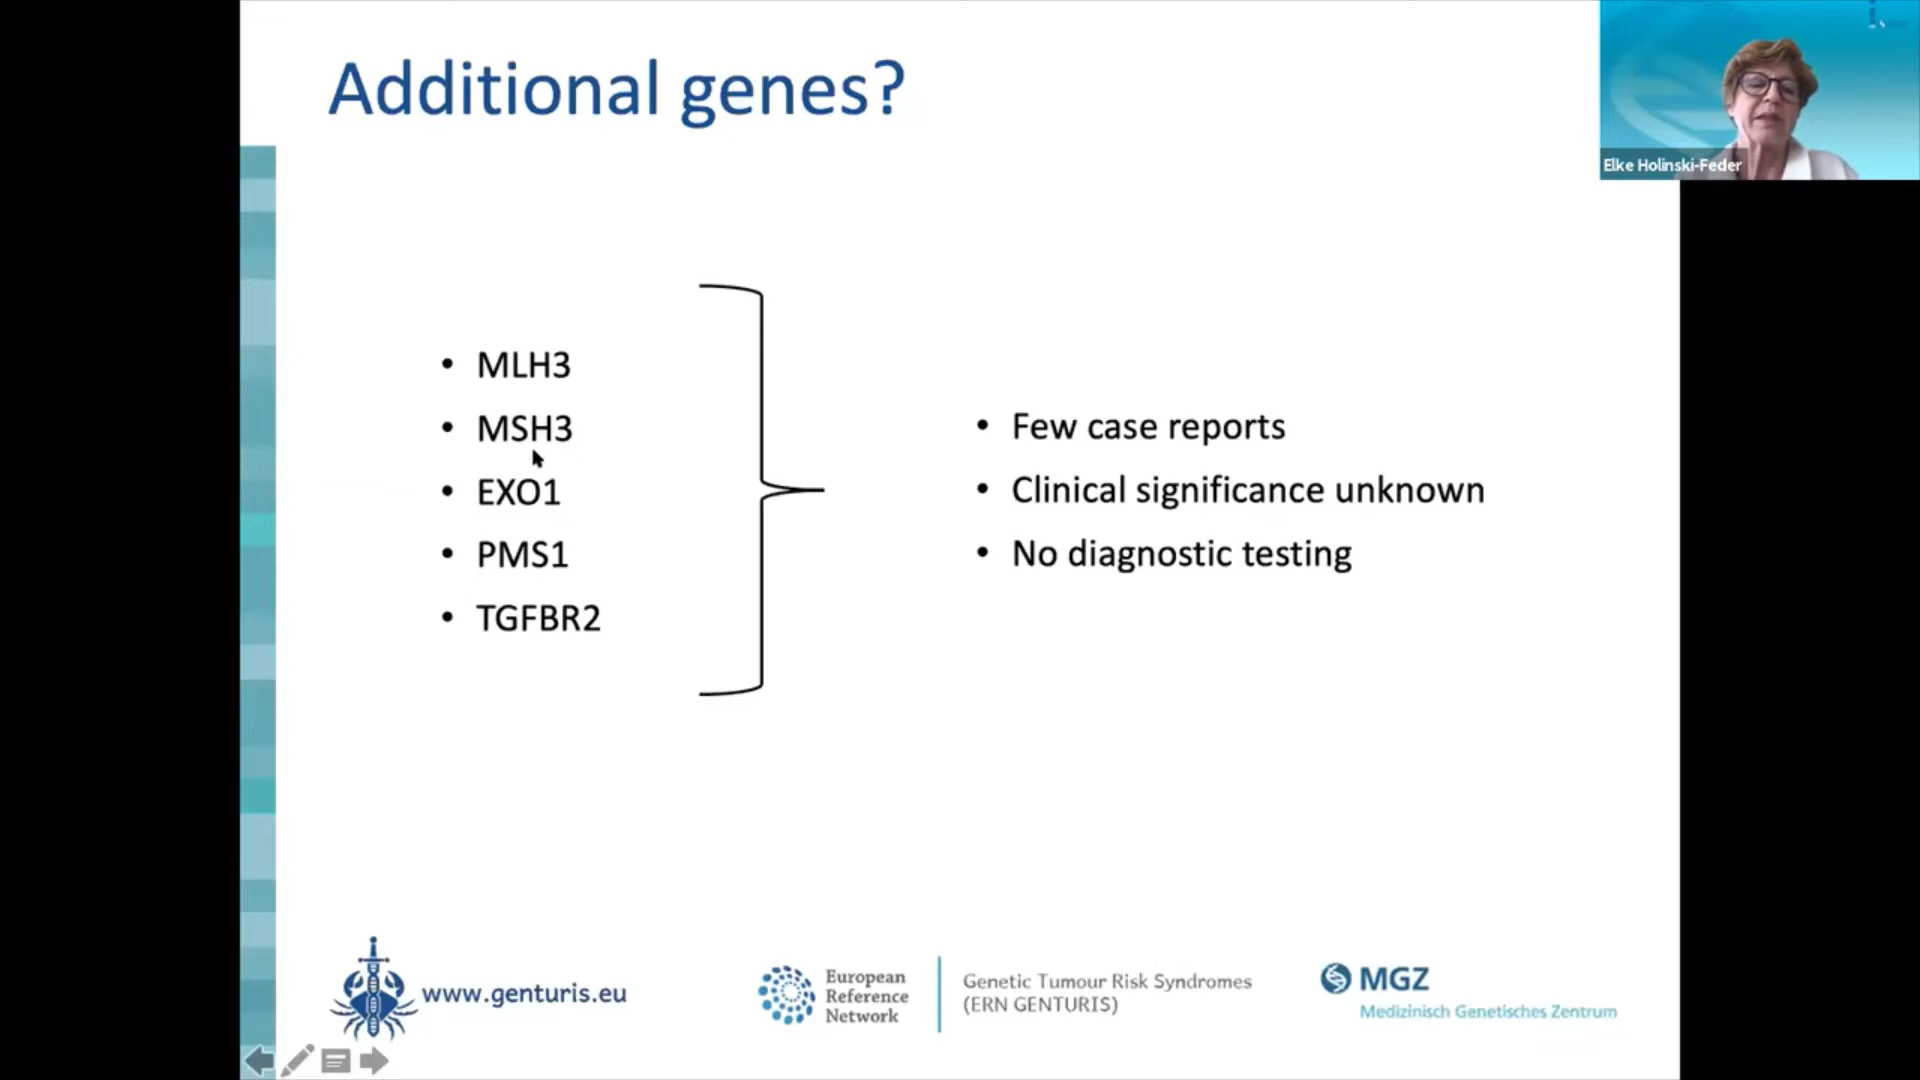 Additional genes?
Elke Holinski-Feder
• MLH3
• MSH3
• EXO1
• PMS1
• TGFBR2
• Few case reports
• Clinical significance unknown
• No diagnostic testing
www.genturis.eu
European
Reference
Network
Genetic Tumour Risk Syndromes
(ERN GENTURIS)
MGZ
Medizinisch Genetisches Zentrum